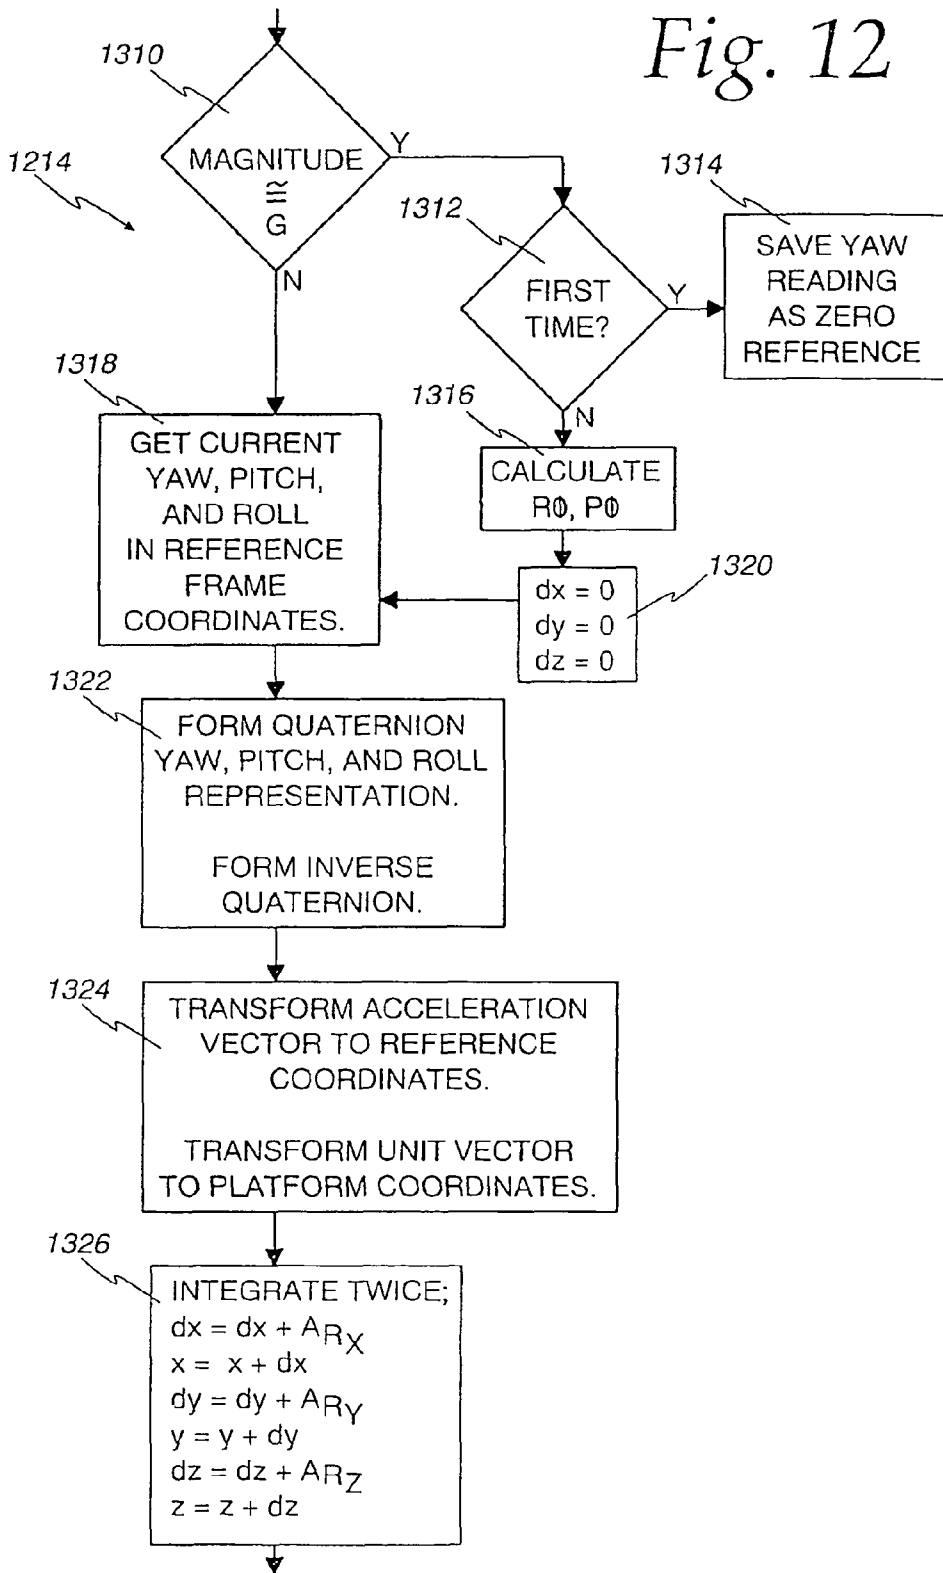 Fig. 12
1310
MAGNITUDE
≅
G
Y
N
1214
1312
FIRST
TIME?
Y
N
1314
SAVE YAW
READING
AS ZERO
REFERENCE
1316
CALCULATE
R0, P0
1318
GET CURRENT
YAW, PITCH,
AND ROLL
IN REFERENCE
FRAME
COORDINATES.
1320
dx = 0
dy = 0
dz = 0
1322
FORM QUATERNION
YAW, PITCH, AND ROLL
REPRESENTATION.
FORM INVERSE
QUATERNION.
1324
TRANSFORM ACCELERATION
VECTOR TO REFERENCE
COORDINATES.
TRANSFORM UNIT VECTOR
TO PLATFORM COORDINATES.
1326
INTEGRATE TWICE;
dx = dx + ARX
x = x + dx
dy = dy + ARY
y = y + dy
dz = dz + ARZ
z = z + dz